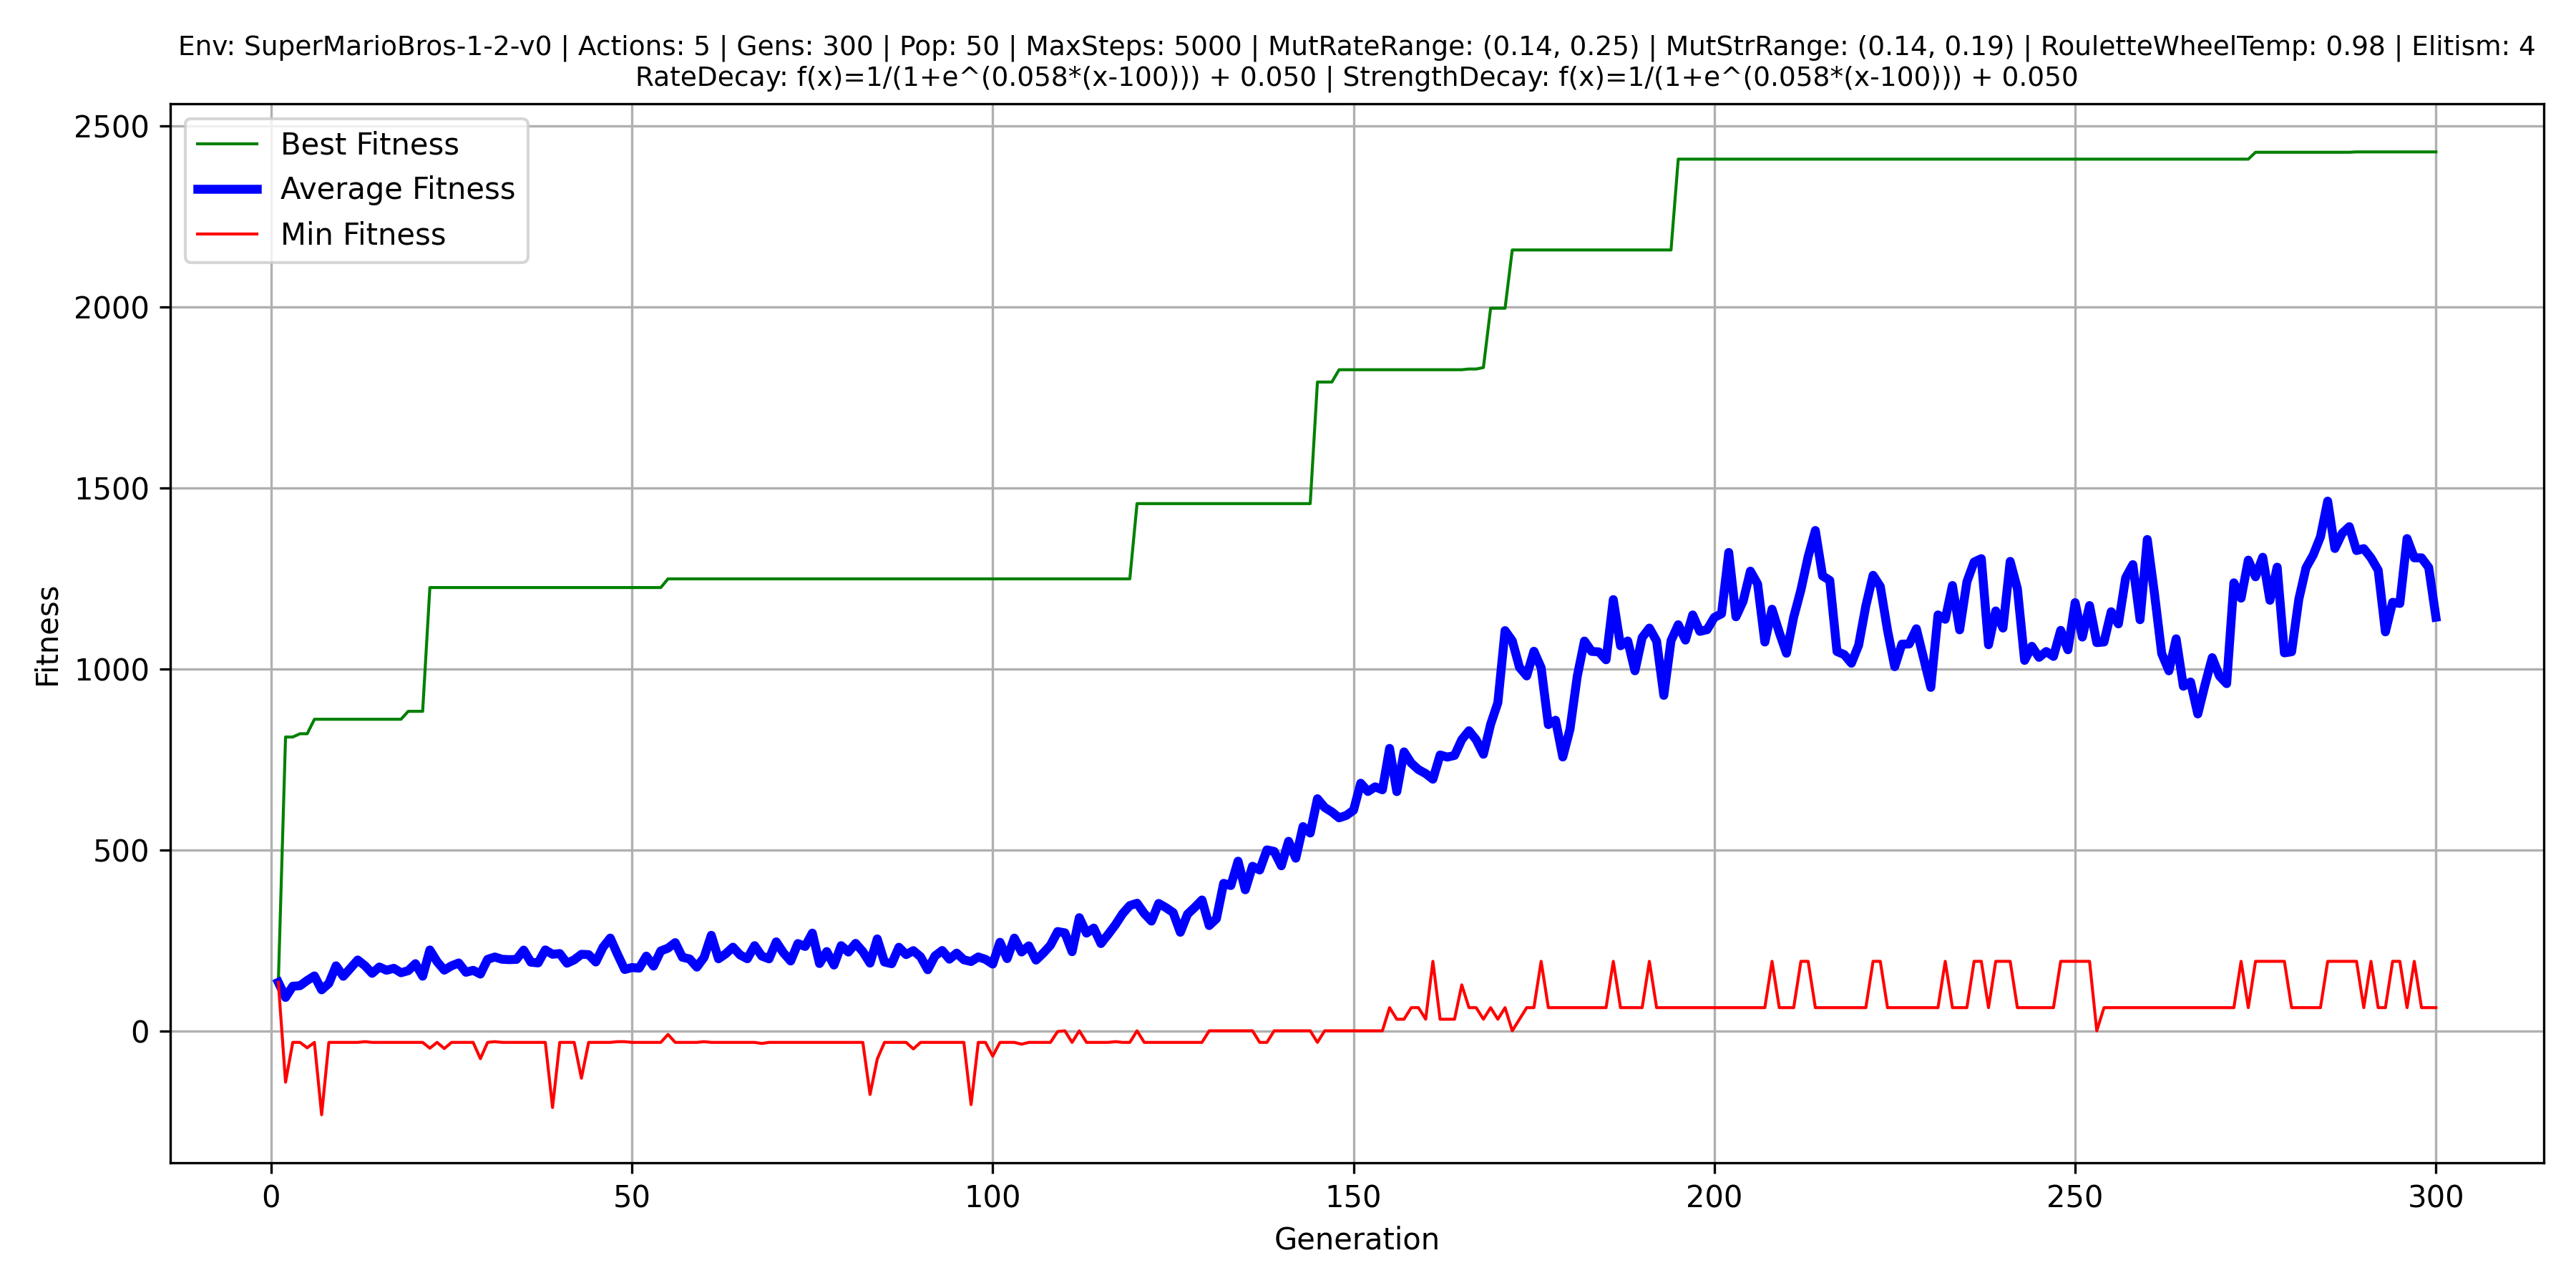 Env: SuperMarioBros-1-2-v0 | Actions: 5 | Gens: 300 | Pop: 50 | MaxSteps: 5000 | MutRateRange: (0.14, 0.25) | MutStrRange: (0.14, 0.19) | RouletteWheelTemp: 0.98 | Elitism: 4
RateDecay: f(x)=1/(1+e^(0.058*(x-100))) + 0.050 | StrengthDecay: f(x)=1/(1+e^(0.058*(x-100))) + 0.050
Best Fitness
Average Fitness
Min Fitness
Fitness
2500
2000
1500
1000
500
0
0 50 100 150 200 250 300
Generation